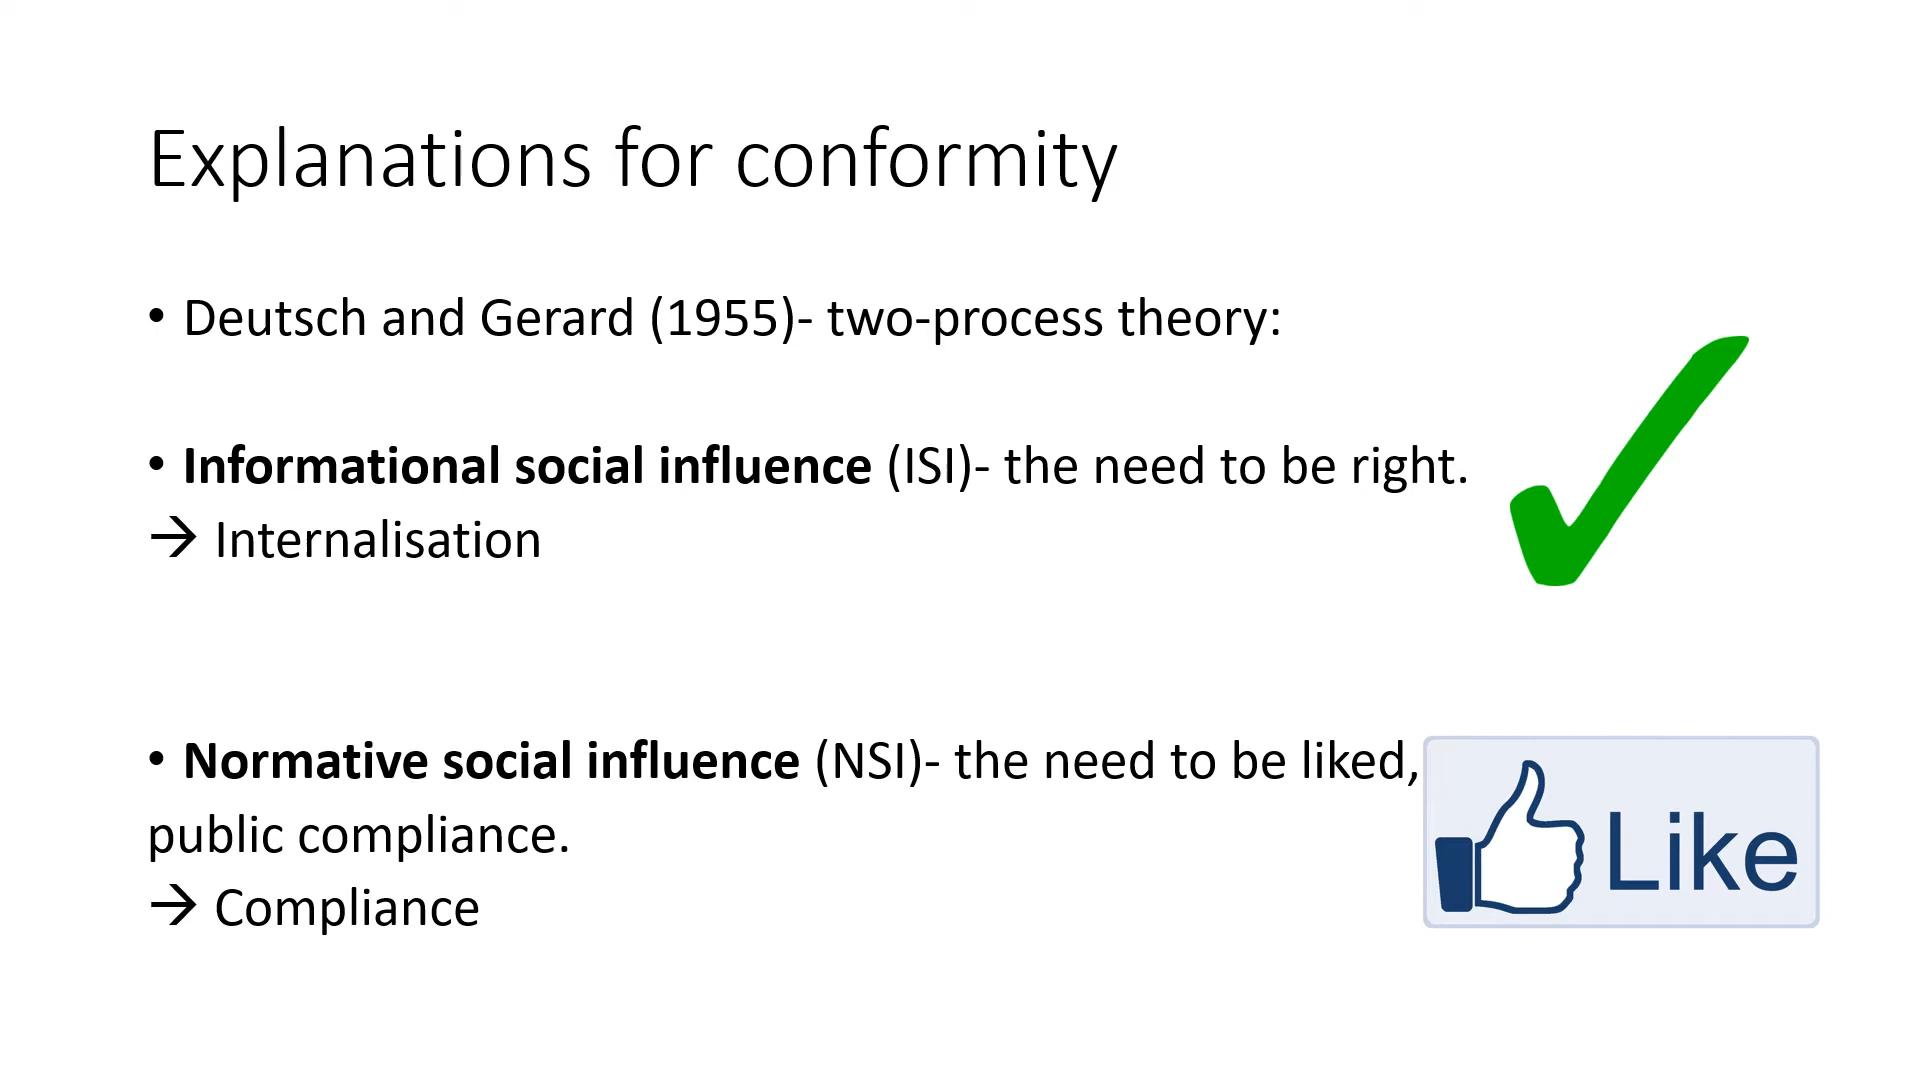 Explanations for conformity
• Deutsch and Gerard (1955)- two-process theory:
• Informational social influence (ISI)- the need to be right.
→ Internalisation
• Normative social influence (NSI)- the need to be liked,
public compliance.
→ Compliance
Like